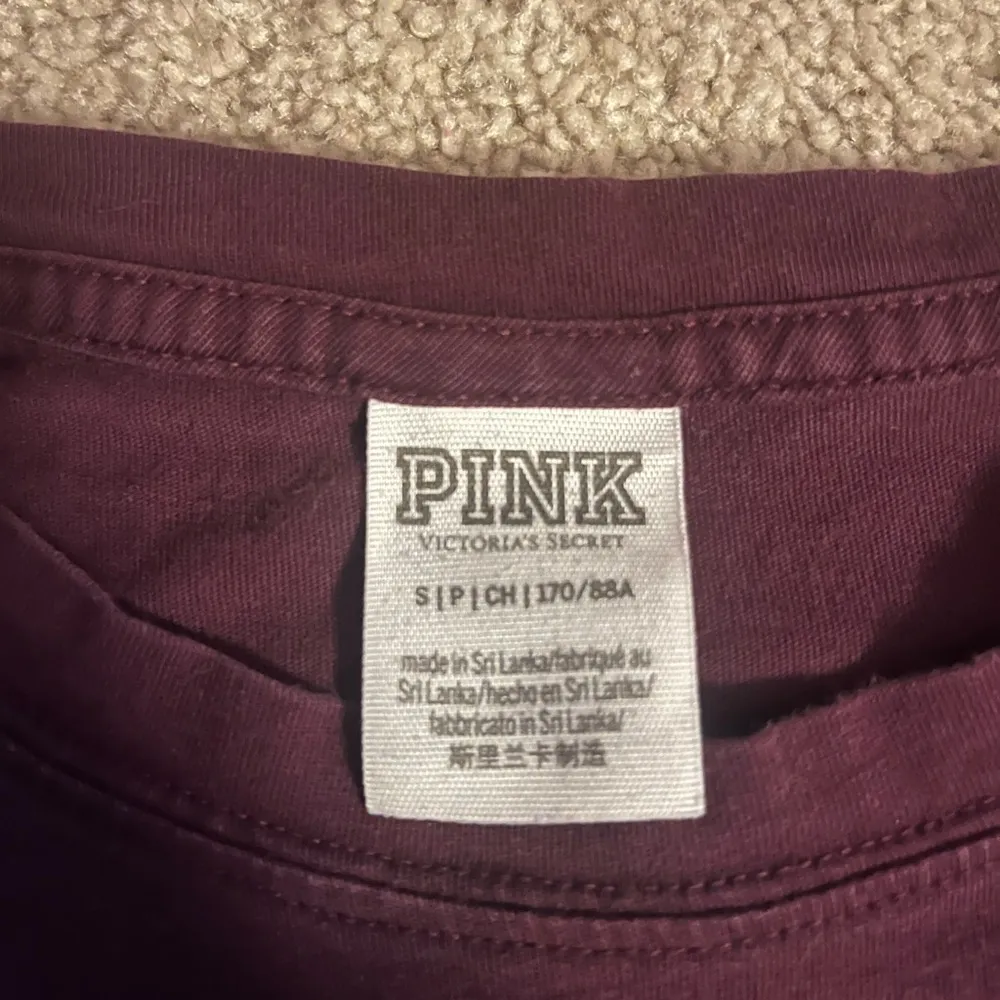 PINK
VICTORIA'S SECRET
S|P|CH|170/88A
made in Sri Lanka/fabriqué au
Sri Lanka/hecho en Sri Lanka/
fabbricato in Sri Lanka/
斯里兰卡制造